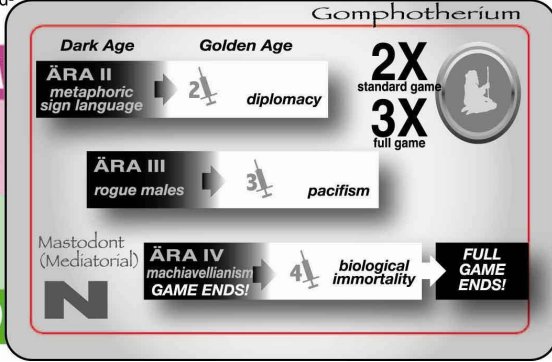 Gomphotherium
Dark Age
Golden Age
ÄRA II
metaphoric
sign language
2
diplomacy
2X
standard game
3X
full game
ÄRA III
rogue males
3
pacifism
Mastodont
(Mediatorial)
N
ÄRA IV
machiavellianism
GAME ENDS!
4
biological
immortality
FULL
GAME
ENDS!